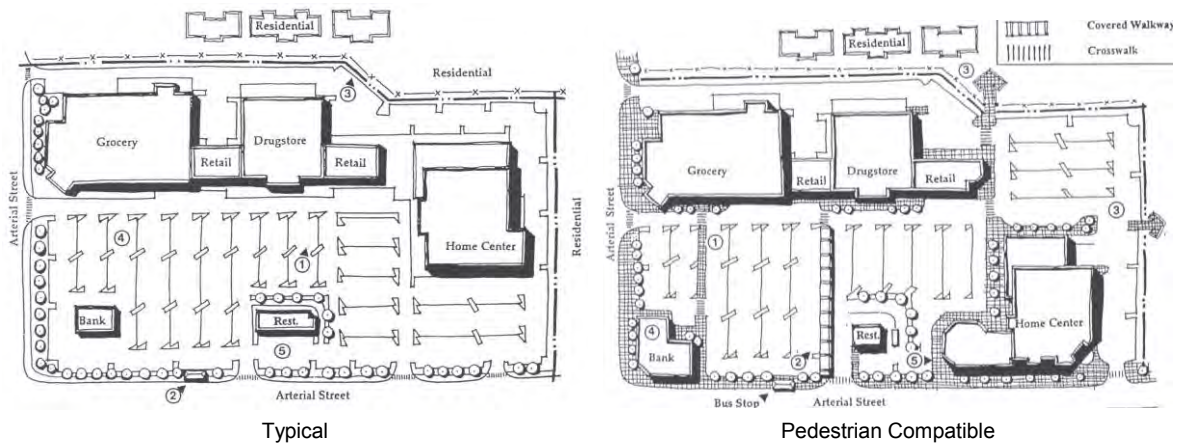 Residential
Residential
③
Grocery
Retail
Drugstore
Retail
Home Center
Arterial Street
Residential
④
①
Bank
Rest.
⑤
②
Arterial Street
Typical
Covered Walkway
Crosswalk
Residential
③
Grocery
Retail
Drugstore
Retail
Arterial Street
③
①
Home Center
④
Bank
Rest.
②
⑤
Bus Stop
Arterial Street
Pedestrian Compatible